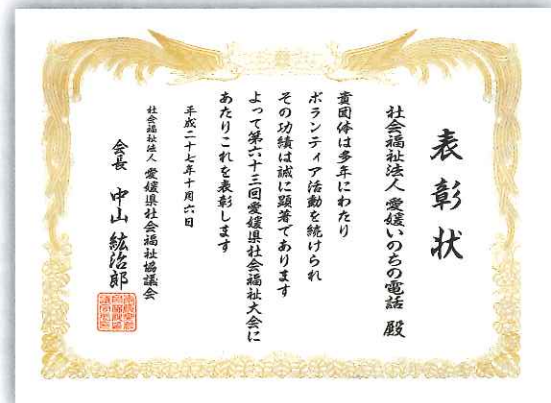 表彰状
社会福祉法人 愛媛いのちの電話 殿
貴団体は多年にわたり
ボランティア活動を続けられ
その功績は誠に顕著であります
よって第六十三回愛媛県社会福祉大会に
あたりこれを表彰します
平成二十七年十月六日
社会福祉法人 愛媛県社会福祉協議会
会長 中山 紘治郎